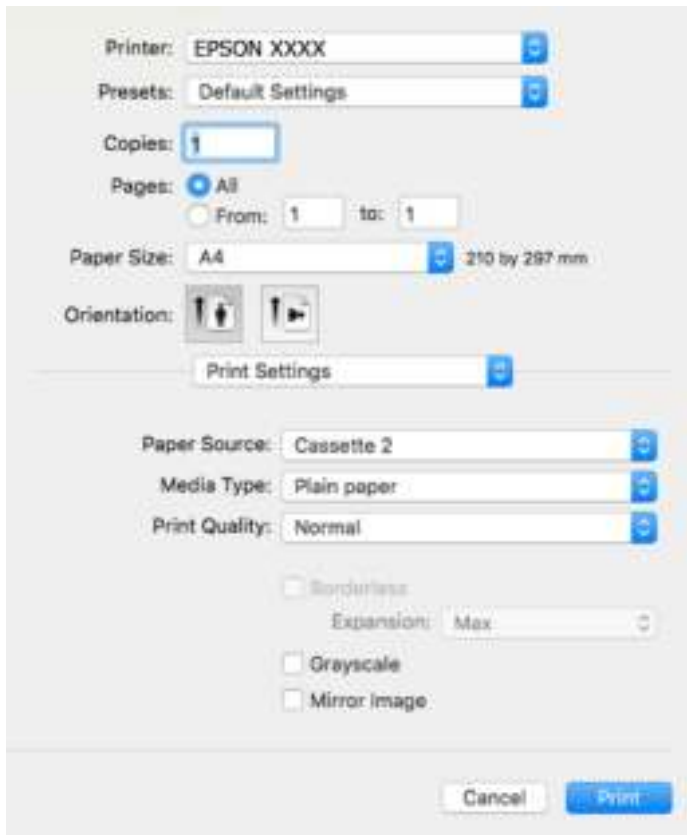 Printer: EPSON XXXX
Presets: Default Settings
Copies: 1
Pages: All
From: 1 to: 1
Paper Size: A4 210 by 297 mm
Orientation:
Print Settings
Paper Source: Cassette 2
Media Type: Plain paper
Print Quality: Normal
Borderless
Expansion: Max
Grayscale
Mirror Image
Cancel Print